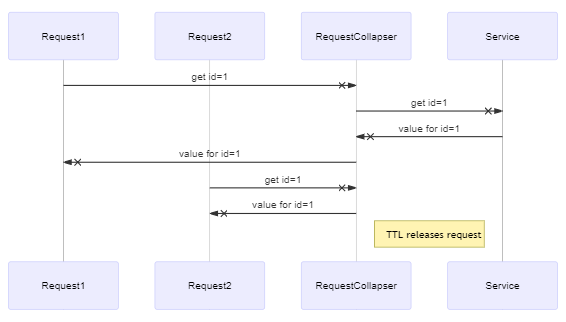 Request1
Request2
RequestCollapser
Service
get id=1
get id=1
value for id=1
value for id=1
get id=1
value for id=1
TTL releases request
Request1
Request2
RequestCollapser
Service